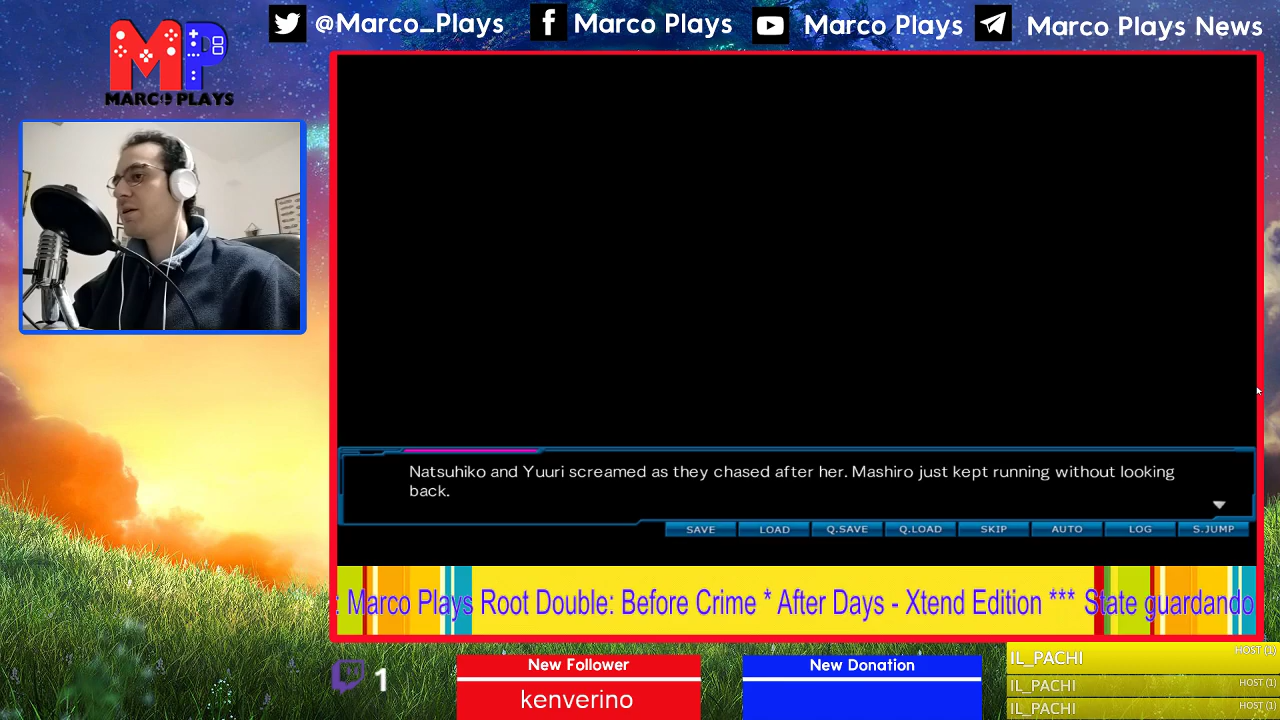 @Marco_Plays
Marco Plays
Marco Plays
Marco Plays News
MP
MARCO PLAYS
Natsuhiko and Yuuri screamed as they chased after her. Mashiro just kept running without looking
back.
SAVE
LOAD
Q.SAVE
Q.LOAD
SKIP
AUTO
LOG
S.JUMP
: Marco Plays Root Double: Before Crime * After Days - Xtend Edition *** State guardando
1
New Follower
kenverino
New Donation
IL_PACHI HOST (1)
IL_PACHI HOST (1)
IL_PACHI HOST (1)